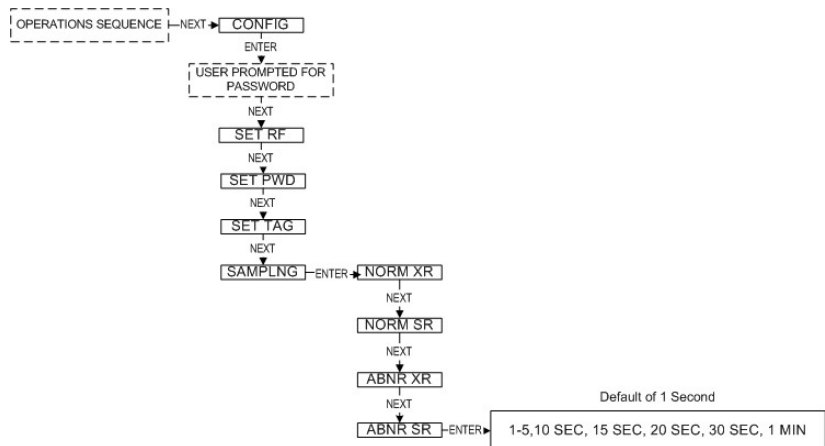 OPERATIONS SEQUENCE
NEXT
CONFIG
ENTER
USER PROMPTED FOR
PASSWORD
NEXT
SET RF
NEXT
SET PWD
NEXT
SET TAG
NEXT
SAMPLNG
ENTER
NORM XR
NEXT
NORM SR
NEXT
ABNR XR
NEXT
ABNR SR
ENTER
Default of 1 Second
1-5,10 SEC, 15 SEC, 20 SEC, 30 SEC, 1 MIN